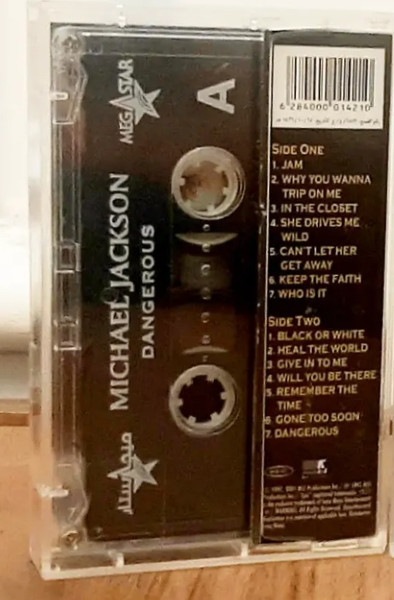 MEGASTAR
A
MICHAEL JACKSON
DANGEROUS
6 284000 014210
SIDE ONE
1. JAM
2. WHY YOU WANNA
TRIP ON ME
3. IN THE CLOSET
4. SHE DRIVES ME
WILD
5. CAN'T LET HER
GET AWAY
6. KEEP THE FAITH
7. WHO IS IT
SIDE TWO
1. BLACK OR WHITE
2. HEAL THE WORLD
3. GIVE IN TO ME
4. WILL YOU BE THERE
5. REMEMBER THE
TIME
6. GONE TOO SOON
7. DANGEROUS